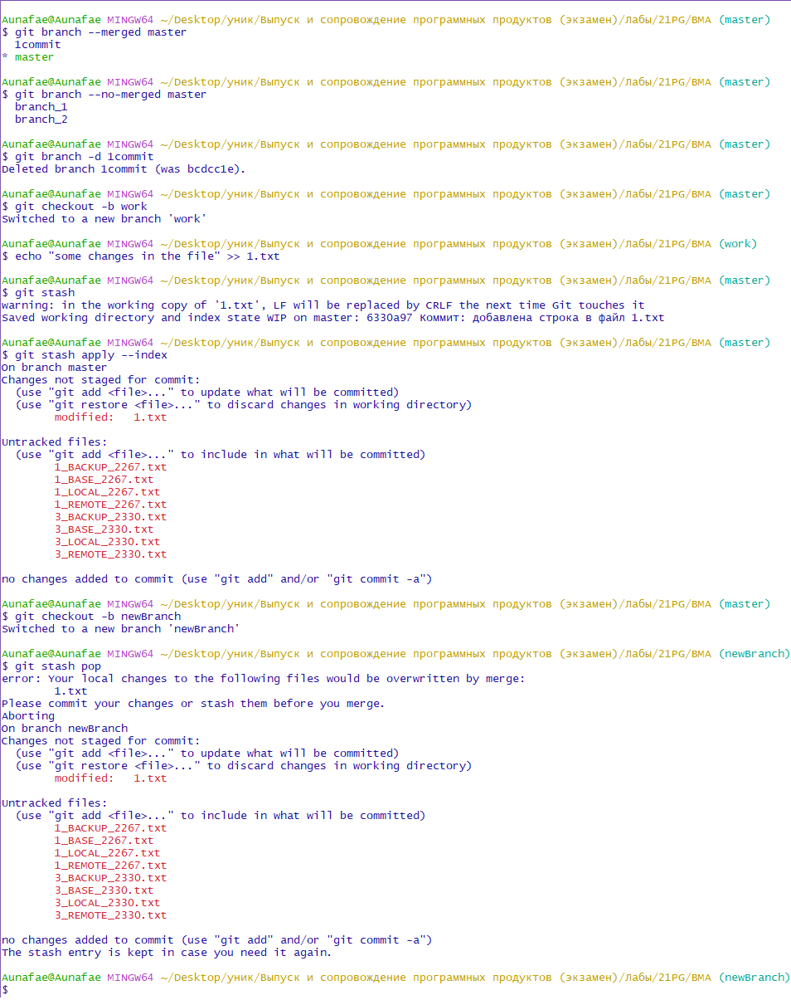 Aunafae@Aunafae MINGW64 ~/Desktop/уник/Выпуск и сопровождение программных продуктов (экзамен)/Лабы/21PG/BMA (master)
$ git branch --merged master
  1commit
* master
Aunafae@Aunafae MINGW64 ~/Desktop/уник/Выпуск и сопровождение программных продуктов (экзамен)/Лабы/21PG/BMA (master)
$ git branch --no-merged master
  branch_1
  branch_2
Aunafae@Aunafae MINGW64 ~/Desktop/уник/Выпуск и сопровождение программных продуктов (экзамен)/Лабы/21PG/BMA (master)
$ git branch -d 1commit
Deleted branch 1commit (was bcdcc1e).
Aunafae@Aunafae MINGW64 ~/Desktop/уник/Выпуск и сопровождение программных продуктов (экзамен)/Лабы/21PG/BMA (master)
$ git checkout -b work
Switched to a new branch 'work'
Aunafae@Aunafae MINGW64 ~/Desktop/уник/Выпуск и сопровождение программных продуктов (экзамен)/Лабы/21PG/BMA (work)
$ echo "some changes in the file" >> 1.txt
Aunafae@Aunafae MINGW64 ~/Desktop/уник/Выпуск и сопровождение программных продуктов (экзамен)/Лабы/21PG/BMA (master)
$ git stash
warning: in the working copy of '1.txt', LF will be replaced by CRLF the next time Git touches it
Saved working directory and index state WIP on master: 6330a97 Коммит: добавлена строка в файл 1.txt
Aunafae@Aunafae MINGW64 ~/Desktop/уник/Выпуск и сопровождение программных продуктов (экзамен)/Лабы/21PG/BMA (master)
$ git stash apply --index
On branch master
Changes not staged for commit:
  (use "git add <file>..." to update what will be committed)
  (use "git restore <file>..." to discard changes in working directory)
        modified:   1.txt
Untracked files:
  (use "git add <file>..." to include in what will be committed)
        1_BACKUP_2267.txt
        1_BASE_2267.txt
        1_LOCAL_2267.txt
        1_REMOTE_2267.txt
        3_BACKUP_2330.txt
        3_BASE_2330.txt
        3_LOCAL_2330.txt
        3_REMOTE_2330.txt
no changes added to commit (use "git add" and/or "git commit -a")
Aunafae@Aunafae MINGW64 ~/Desktop/уник/Выпуск и сопровождение программных продуктов (экзамен)/Лабы/21PG/BMA (master)
$ git checkout -b newBranch
Switched to a new branch 'newBranch'
Aunafae@Aunafae MINGW64 ~/Desktop/уник/Выпуск и сопровождение программных продуктов (экзамен)/Лабы/21PG/BMA (newBranch)
$ git stash pop
error: Your local changes to the following files would be overwritten by merge:
        1.txt
Please commit your changes or stash them before you merge.
Aborting
On branch newBranch
Changes not staged for commit:
  (use "git add <file>..." to update what will be committed)
  (use "git restore <file>..." to discard changes in working directory)
        modified:   1.txt
Untracked files:
  (use "git add <file>..." to include in what will be committed)
        1_BACKUP_2267.txt
        1_BASE_2267.txt
        1_LOCAL_2267.txt
        1_REMOTE_2267.txt
        3_BACKUP_2330.txt
        3_BASE_2330.txt
        3_LOCAL_2330.txt
        3_REMOTE_2330.txt
no changes added to commit (use "git add" and/or "git commit -a")
The stash entry is kept in case you need it again.
Aunafae@Aunafae MINGW64 ~/Desktop/уник/Выпуск и сопровождение программных продуктов (экзамен)/Лабы/21PG/BMA (newBranch)
$